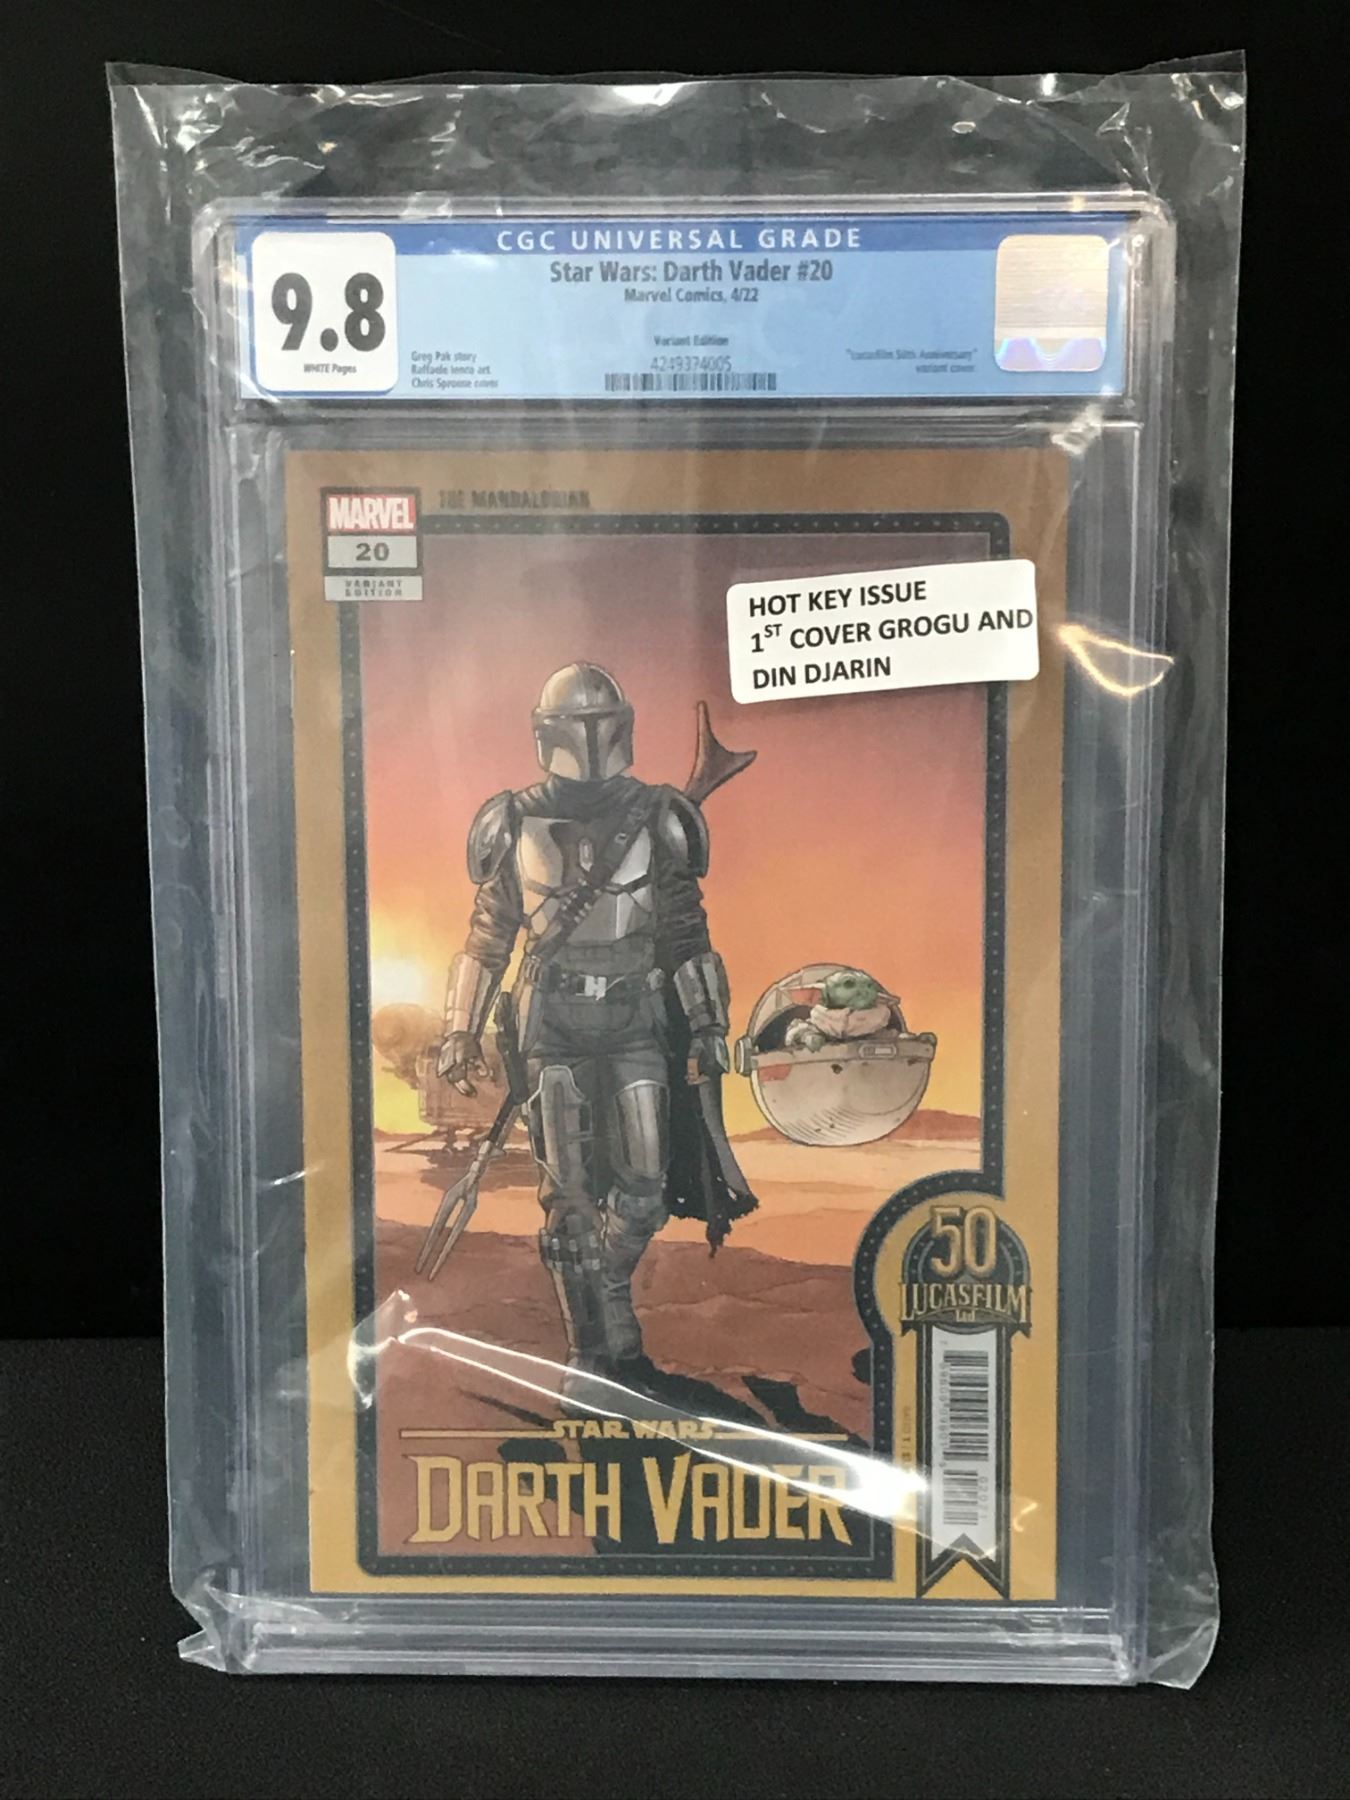 CGC UNIVERSAL GRADE
9.8
WHITE Pages
Star Wars: Darth Vader #20
Marvel Comics, 4/22
Variant Edition
4249374005
Greg Pak story
Raffaele Ienco art
Chris Sprouse cover
"Lucasfilm 50th Anniversary"
variant cover.
MARVEL
20
VARIANT
EDITION
THE MANDALORIAN
HOT KEY ISSUE
1ST COVER GROGU AND
DIN DJARIN
50
LUCASFILM
Ltd
STAR WARS
DARTH VADER
02021